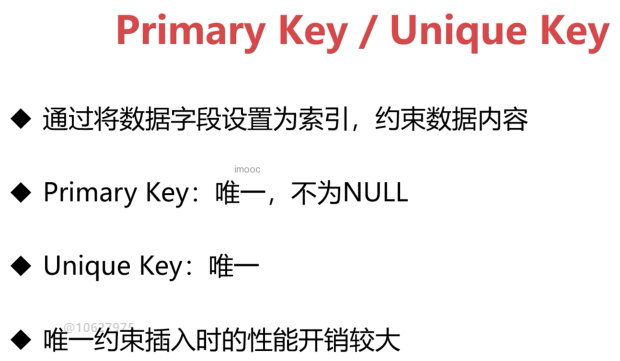 Primary Key / Unique Key
◆ 通过将数据字段设置为索引，约束数据内容
imooc
◆ Primary Key：唯一，不为NULL
◆ Unique Key：唯一
◆ 唯一约束插入时的性能开销较大